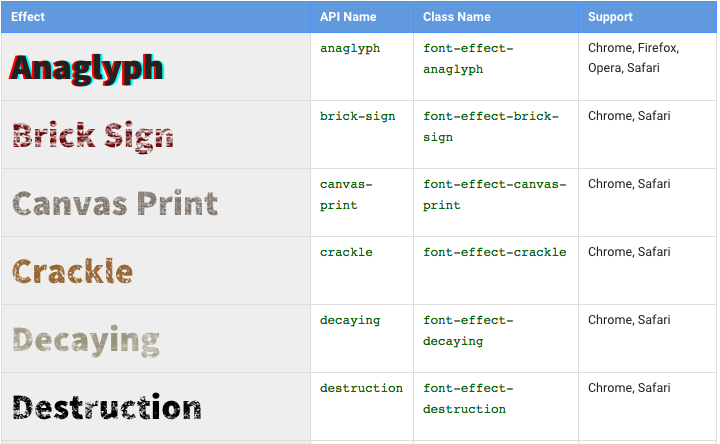 Effect API Name Class Name Support
Anaglyph anaglyph font-effect- Chrome, Firefox,
anaglyph Opera, Safari
Brick Sign brick-sign font-effect-brick- Chrome, Safari
sign
Canvas Print canvas- font-effect-canvas- Chrome, Safari
print print
Crackle crackle font-effect-crackle Chrome, Safari
Decaying decaying font-effect- Chrome, Safari
decaying
Destruction destruction font-effect- Chrome, Safari
destruction